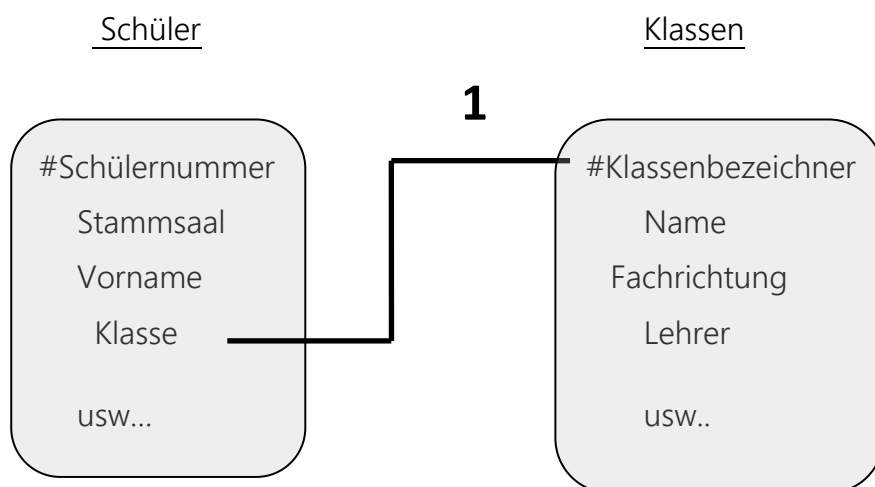 Schüler
Klassen
1
#Schülernummer
Stammsaal
Vorname
Klasse
usw...
#Klassenbezeichner
Name
Fachrichtung
Lehrer
usw..